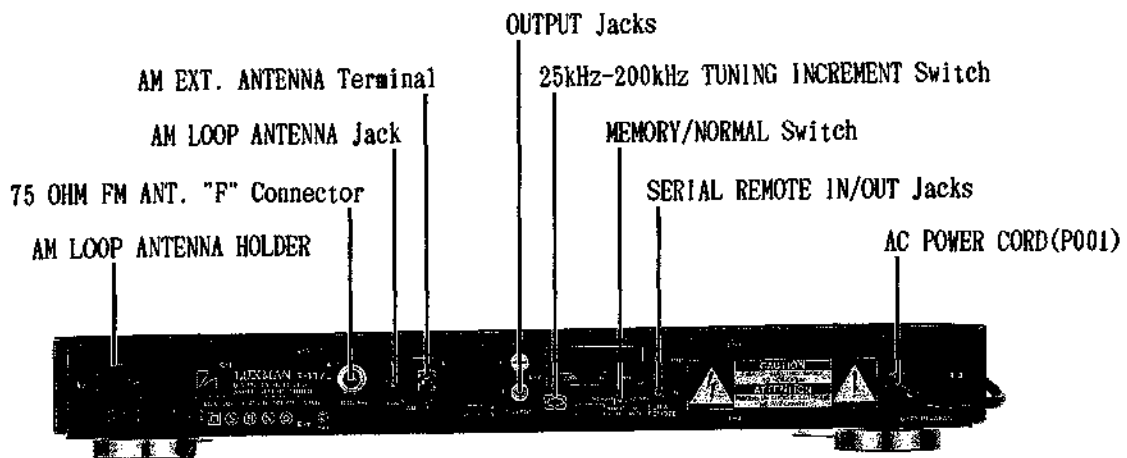 OUTPUT Jacks
AM EXT. ANTENNA Terminal
25kHz-200kHz TUNING INCREMENT Switch
AM LOOP ANTENNA Jack
MEMORY/NORMAL Switch
75 OHM FM ANT. "F" Connector
SERIAL REMOTE IN/OUT Jacks
AM LOOP ANTENNA HOLDER
AC POWER CORD(P001)
LUXMAN
CAUTION
ATTENTION